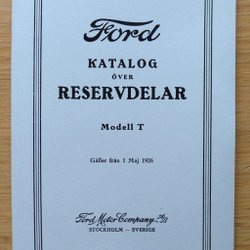 Ford
KATALOG
ÖVER
RESERVDELAR
Modell T
Gäller från 1 Maj 1926
Ford Motor Company A/B
STOCKHOLM – SVERIGE